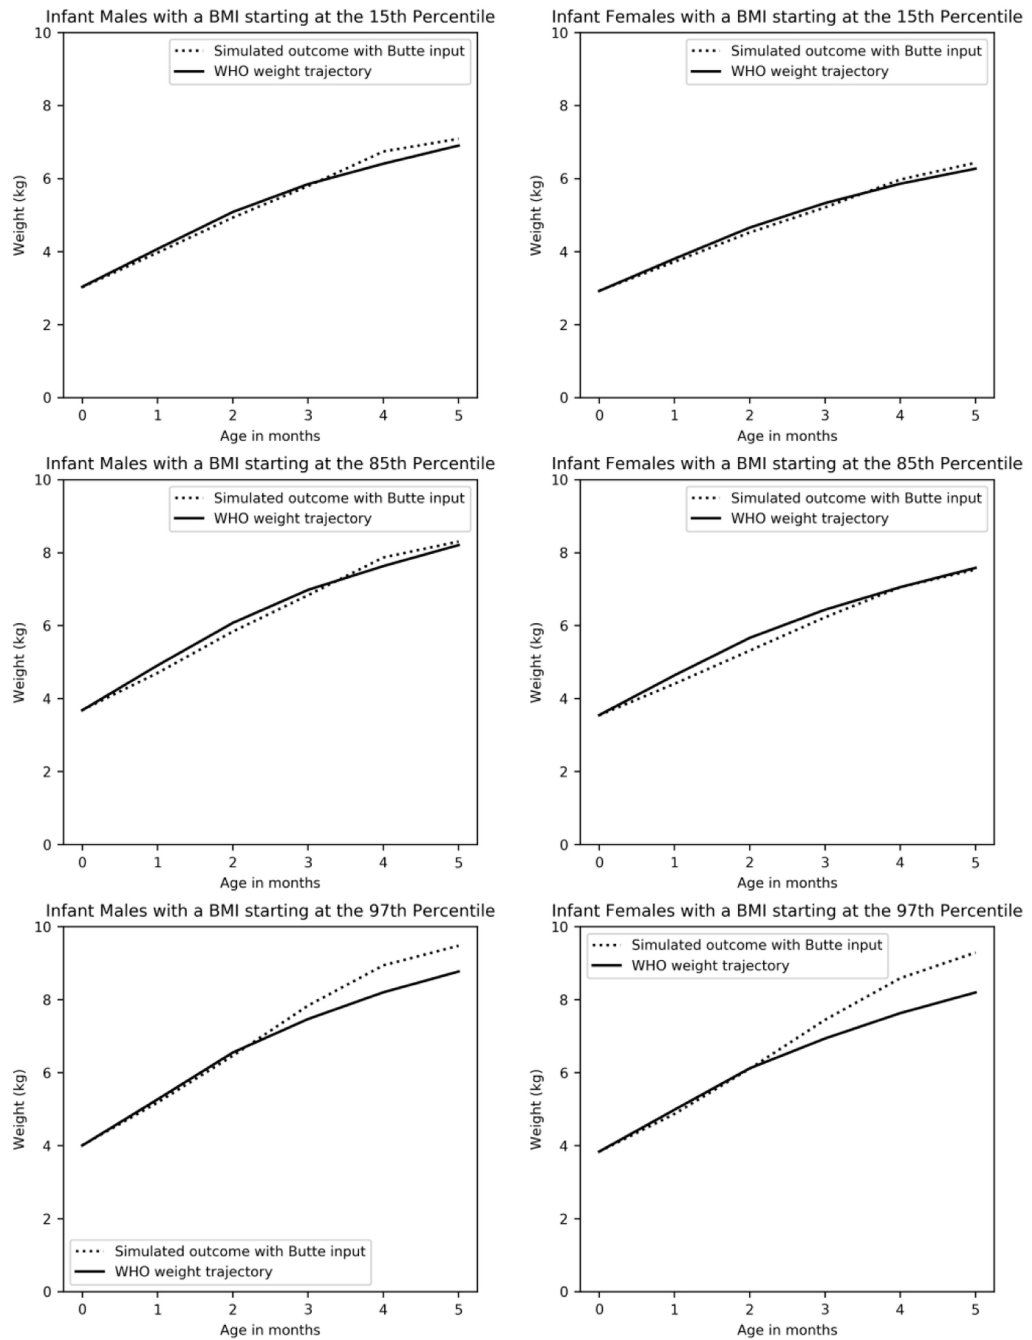 Infant Males with a BMI starting at the 15th Percentile
10
8
6
4
2
0
Weight (kg)
Simulated outcome with Butte input
WHO weight trajectory
0 1 2 3 4 5
Age in months
Infant Females with a BMI starting at the 15th Percentile
10
8
6
4
2
0
Weight (kg)
Simulated outcome with Butte input
WHO weight trajectory
0 1 2 3 4 5
Age in months
Infant Males with a BMI starting at the 85th Percentile
10
8
6
4
2
0
Weight (kg)
Simulated outcome with Butte input
WHO weight trajectory
0 1 2 3 4 5
Age in months
Infant Females with a BMI starting at the 85th Percentile
10
8
6
4
2
0
Weight (kg)
Simulated outcome with Butte input
WHO weight trajectory
0 1 2 3 4 5
Age in months
Infant Males with a BMI starting at the 97th Percentile
10
8
6
4
2
0
Weight (kg)
Simulated outcome with Butte input
WHO weight trajectory
0 1 2 3 4 5
Age in months
Infant Females with a BMI starting at the 97th Percentile
10
8
6
4
2
0
Weight (kg)
Simulated outcome with Butte input
WHO weight trajectory
0 1 2 3 4 5
Age in months